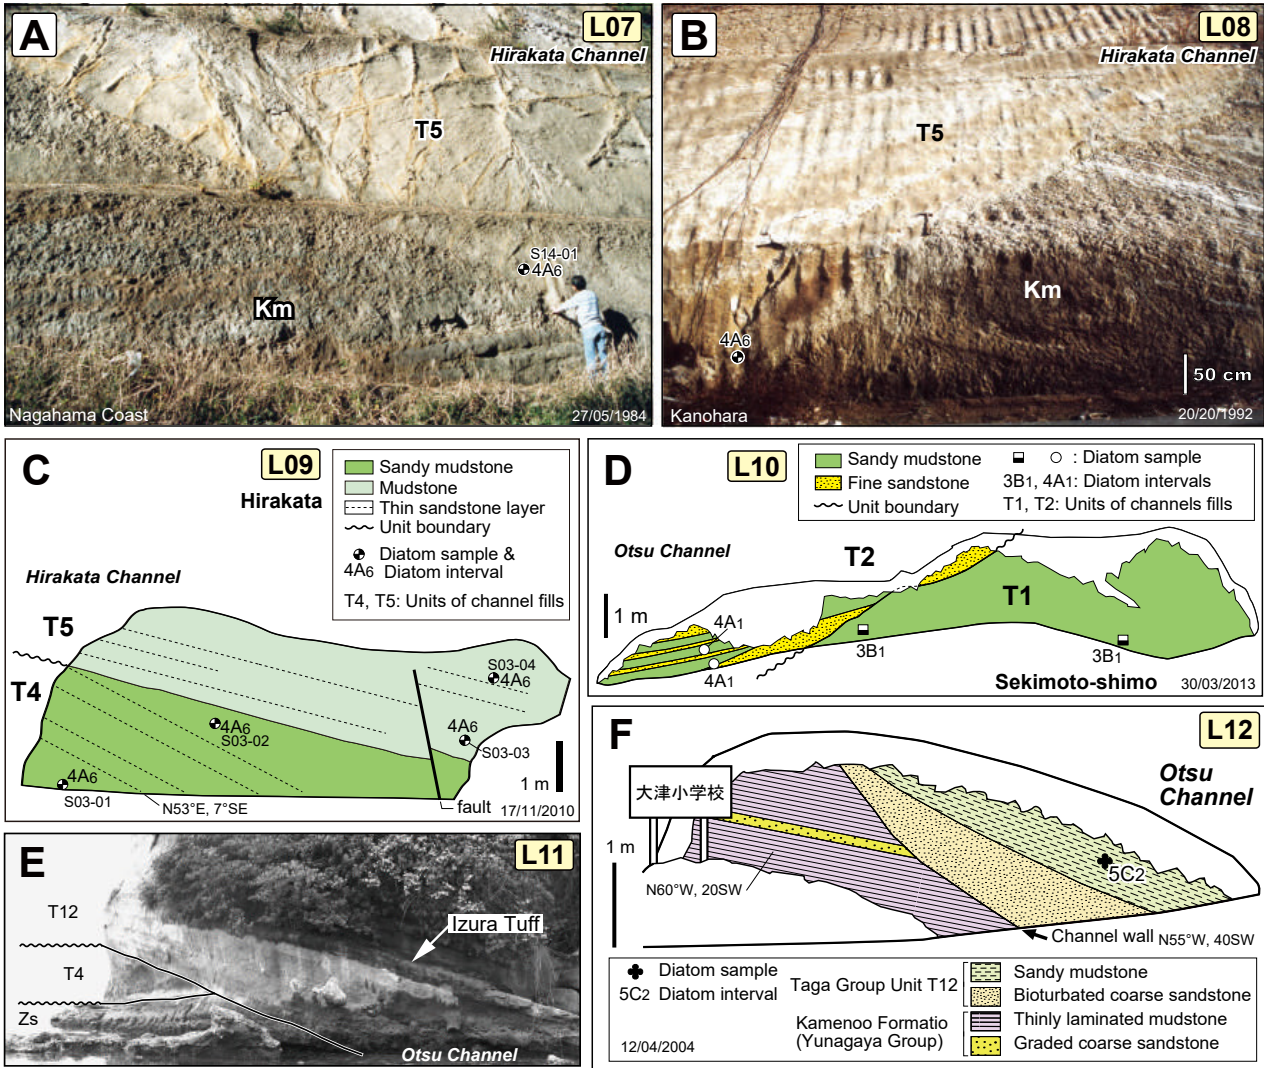 A
L07
Hirakata Channel
T5
S14-01
4A6
Km
Nagahama Coast
27/05/1984
B
L08
Hirakata Channel
T5
Km
4A6
50 cm
Kanohara
20/20/1992
C
L09
Hirakata
Sandy mudstone
Mudstone
Thin sandstone layer
Unit boundary
Diatom sample &
4A6 Diatom interval
T4, T5: Units of channel fills
Hirakata Channel
T5
T4
S03-04
4A6
4A6
S03-02
4A6
S03-03
4A6
S03-01
N53°E, 7°SE
1 m
fault
17/11/2010
D
L10
Sandy mudstone
Fine sandstone
Unit boundary
: Diatom sample
3B1, 4A1: Diatom intervals
T1, T2: Units of channels fills
Otsu Channel
T2
T1
1 m
4A1
4A1
3B1
3B1
Sekimoto-shimo
30/03/2013
E
L11
T12
Izura Tuff
T4
Zs
Otsu Channel
F
L12
Otsu
Channel
大津小学校
1 m
5C2
N60°W, 20SW
Channel wall N55°W, 40SW
Diatom sample
5C2 Diatom interval
Taga Group Unit T12
Sandy mudstone
Bioturbated coarse sandstone
Kamenoo Formatio
(Yunagaya Group)
Thinly laminated mudstone
Graded coarse sandstone
12/04/2004